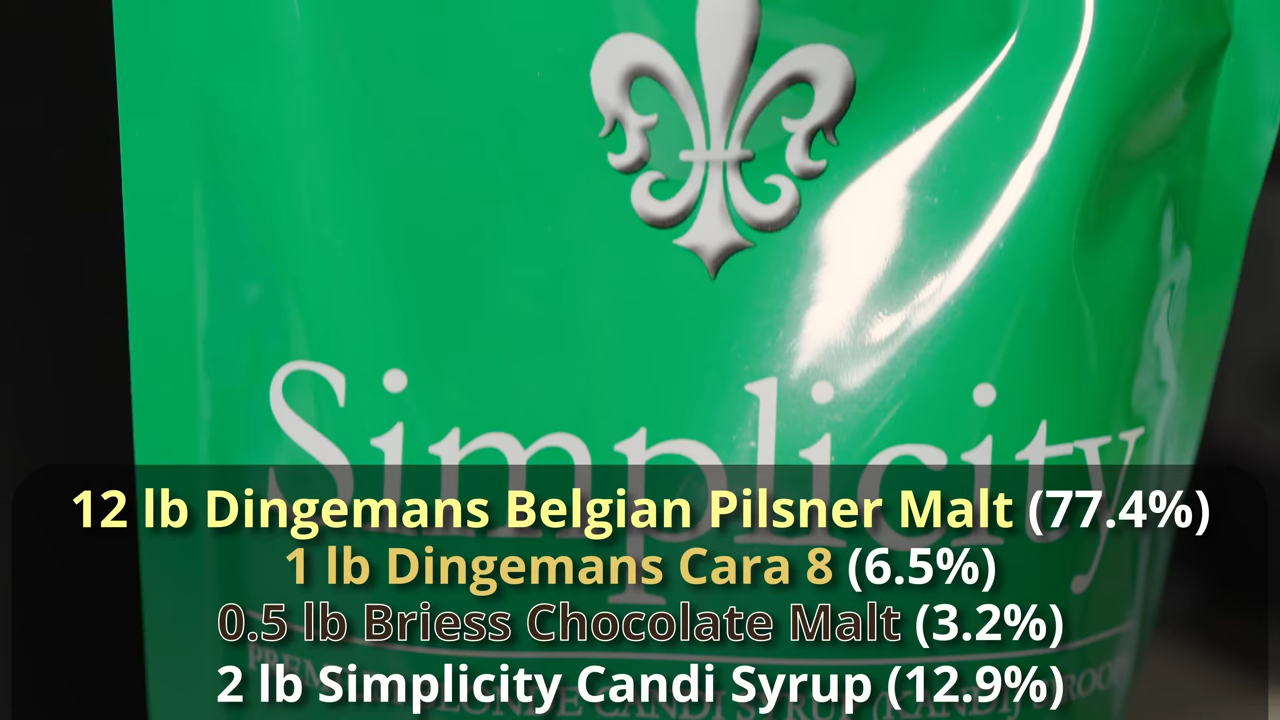 Simplicity
12 lb Dingemans Belgian Pilsner Malt (77.4%)
1 lb Dingemans Cara 8 (6.5%)
0.5 lb Briess Chocolate Malt (3.2%)
2 lb Simplicity Candi Syrup (12.9%)